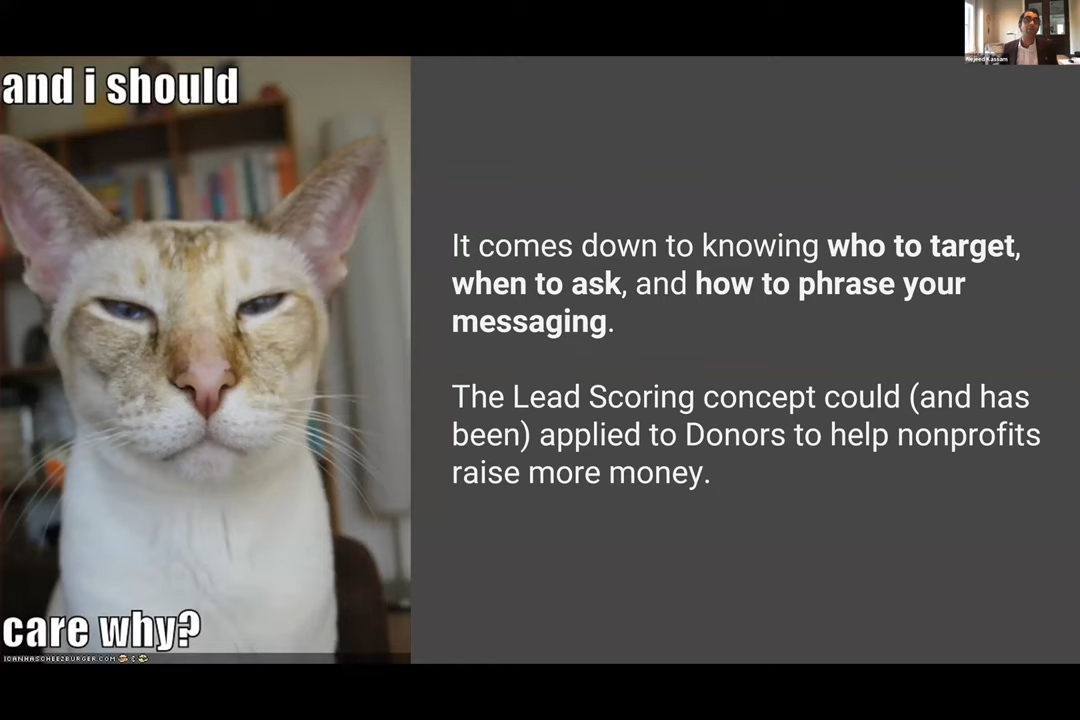 Nejeed Kassam
and i should
care why?
ICANHASCHEEZBURGER.COM
It comes down to knowing who to target,
when to ask, and how to phrase your
messaging.
The Lead Scoring concept could (and has
been) applied to Donors to help nonprofits
raise more money.